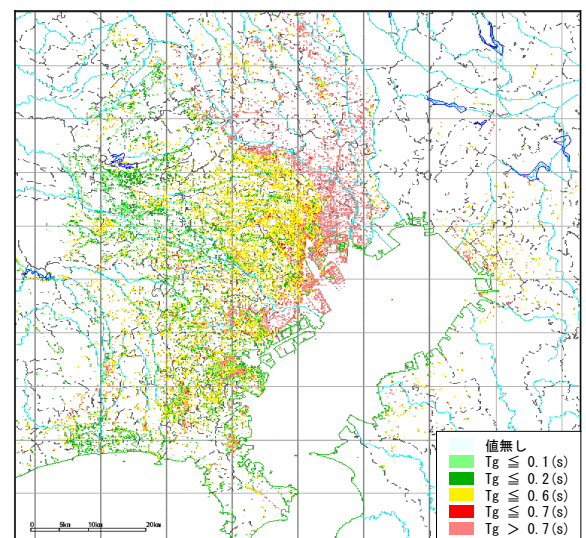 値無し
Tg ≦ 0.1(s)
Tg ≦ 0.2(s)
Tg ≦ 0.6(s)
Tg ≦ 0.7(s)
Tg > 0.7(s)
0 5km 10km 20km